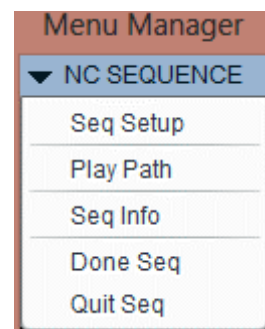 Menu Manager
NC SEQUENCE
Seq Setup
Play Path
Seq Info
Done Seq
Quit Seq